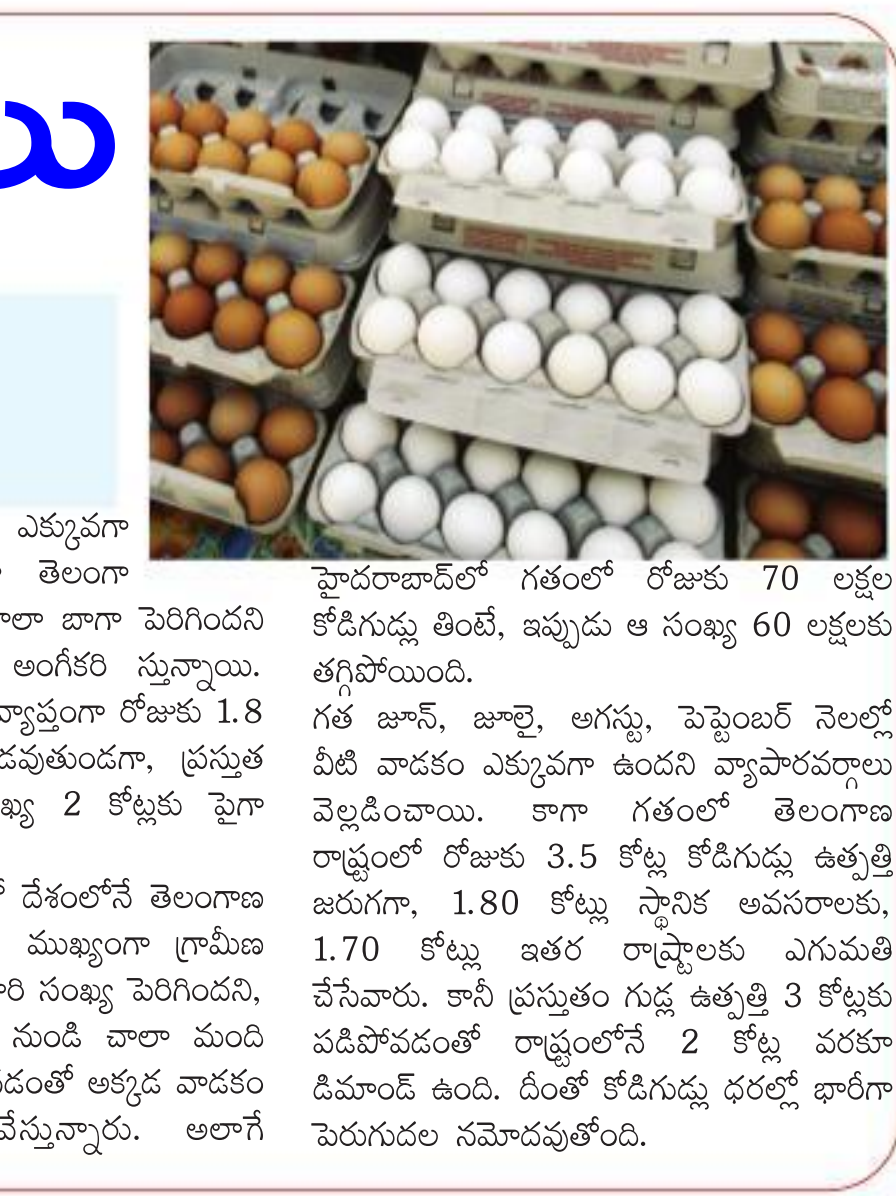 ఎక్కువగా
తెలంగా
బాగా పెరిగిందని
అంగీకరి స్తున్నాయి.
రోజుకు 1.8
ప్రస్తుత
2 కోట్లకు పైగా
దేశంలోనే తెలంగాణ
ముఖ్యంగా గ్రామీణ
సంఖ్య పెరిగిందని,
నుండి చాలా మంది
అక్కడ వాడకం
అలాగే
హైదరాబాద్‌లో గతంలో రోజుకు 70 లక్షల
కోడిగుడ్లు తింటే, ఇప్పుడు ఆ సంఖ్య 60 లక్షలకు
తగ్గిపోయింది.
గత జూన్, జూలై, అగస్టు, పెప్టెంబర్ నెలల్లో
వీటి వాడకం ఎక్కువగా ఉందని వ్యాపారవర్గాలు
వెల్లడించాయి. కాగా గతంలో తెలంగాణ
రాష్ట్రంలో రోజుకు 3.5 కోట్ల కోడిగుడ్లు ఉత్పత్తి
జరుగగా, 1.80 కోట్లు స్థానిక అవసరాలకు,
1.70 కోట్లు ఇతర రాష్ట్రాలకు ఎగుమతి
చేసేవారు. కానీ ప్రస్తుతం గుడ్ల ఉత్పత్తి 3 కోట్లకు
పడిపోవడంతో రాష్ట్రంలోనే 2 కోట్ల వరకూ
డిమాండ్ ఉంది. దీంతో కోడిగుడ్లు ధరల్లో భారీగా
పెరుగుదల నమోదవుతోంది.